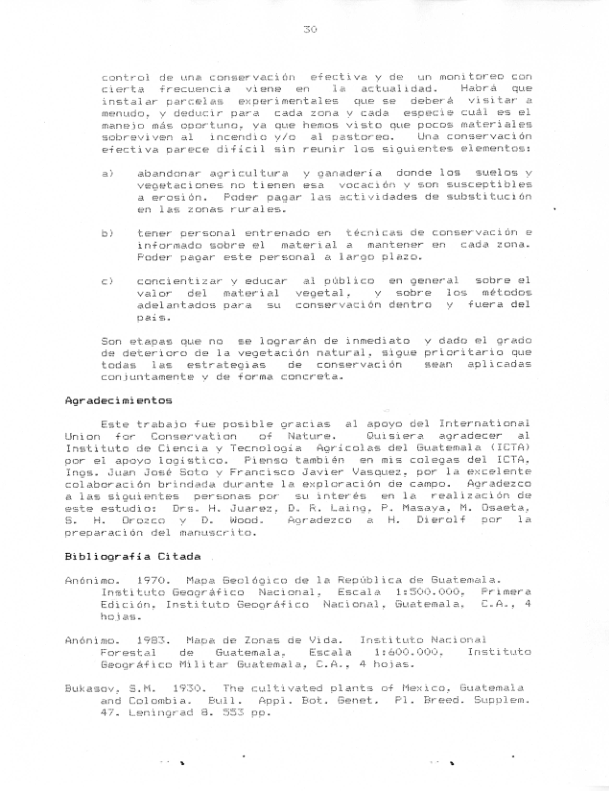 30
control de una conservación efectiva y de un monitoreo con
cierta frecuencia viene en la actualidad. Habrá que
instalar parcelas experimentales que se deberá visitar a
menudo, y deducir para cada zona y cada especie cuál es el
manejo más oportuno, ya que hemos visto que pocos materiales
sobreviven al incendio y/o al pastoreo. Una conservación
efectiva parece difícil sin reunir los siguientes elementos:
a) abandonar agricultura y ganadería donde los suelos y
vegetaciones no tienen esa vocación y son susceptibles
a erosión. Poder pagar las actividades de substitución
en las zonas rurales.
b) tener personal entrenado en técnicas de conservación e
informado sobre el material a mantener en cada zona.
Poder pagar este personal a largo plazo.
c) concientizar y educar al público en general sobre el
valor del material vegetal, y sobre los métodos
adelantados para su conservación dentro y fuera del
país.
Son etapas que no se lograrán de inmediato y dado el grado
de deterioro de la vegetación natural, sigue prioritario que
todas las estrategias de conservación sean aplicadas
conjuntamente y de forma concreta.
Agradecimientos
Este trabajo fue posible gracias al apoyo del International
Union for Conservation of Nature. Quisiera agradecer al
Instituto de Ciencia y Tecnología Agrícolas del Guatemala (ICTA)
por el apoyo logístico. Pienso también en mis colegas del ICTA,
Ings. Juan José Soto y Francisco Javier Vasquez, por la excelente
colaboración brindada durante la exploración de campo. Agradezco
a las siguientes personas por su interés en la realización de
este estudio: Drs. H. Juarez, D. R. Laing, P. Masaya, M. Osaeta,
S. H. Orozco y D. Wood. Agradezco a H. Dierolf por la
preparación del manuscrito.
Bibliografía Citada
Anónimo. 1970. Mapa Geológico de la República de Guatemala.
Instituto Geográfico Nacional, Escala 1:500.000, Primera
Edición, Instituto Geográfico Nacional, Guatemala, C.A., 4
hojas.
Anónimo. 1983. Mapa de Zonas de Vida. Instituto Nacional
Forestal de Guatemala, Escala 1:600.000, Instituto
Geográfico Militar Guatemala, C.A., 4 hojas.
Bukasov, S.M. 1930. The cultivated plants of Mexico, Guatemala
and Colombia. Bull. Appl. Bot. Genet. Pl. Breed. Supplem.
47. Leningrad 8. 553 pp.